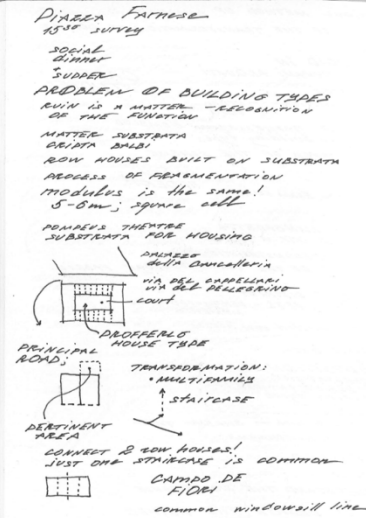 PIAZZA FARNESE
1530 SURVEY
SOCIAL
dinner
* SUPPER
PROBLEM OF BUILDING TYPES
RUIN IS A MATTER - RECOGNITION
OF THE FUNCTION
MATTER SUBSTRATA
CRIPTA BALBI
ROW HOUSES BUILT ON SUBSTRATA
PROCESS OF FRAGMENTATION
modulus is the same!
5-6m; square cell
POMPEUS THEATRE
SUBSTRATA FOR HOUSING
PALAZZO
della Cancelleria
VIA DEL CAPPELLARI
VIA DEL PELLEGRINO
court
PROFFERLO
HOUSE TYPE
PRINCIPAL
ROAD;
TRANSFORMATION:
• MULTIFAMILY
STAIRCASE
PERTINENT
AREA
CONNECT 2 ROW HOUSES!
JUST ONE STAIRCASE IS COMMON
CAMPO DE
FIORI
common windowsill line